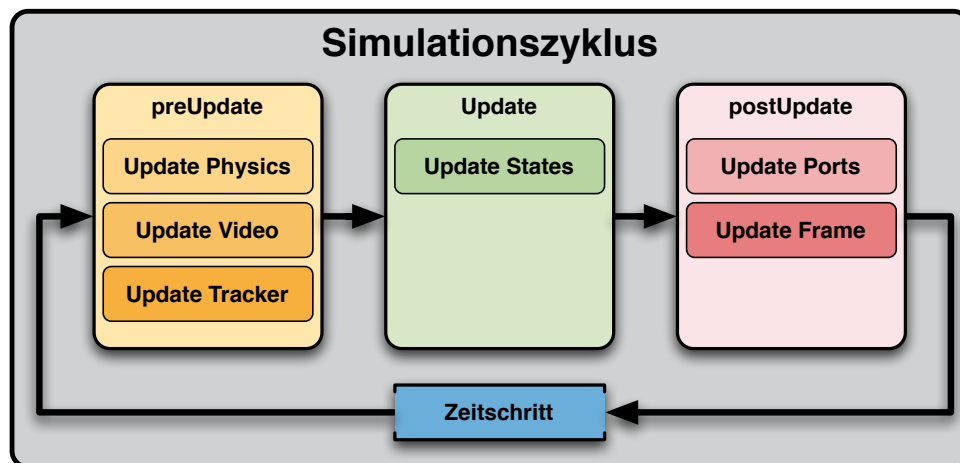 Simulationszyklus
preUpdate
Update Physics
Update Video
Update Tracker
Update
Update States
postUpdate
Update Ports
Update Frame
Zeitschritt